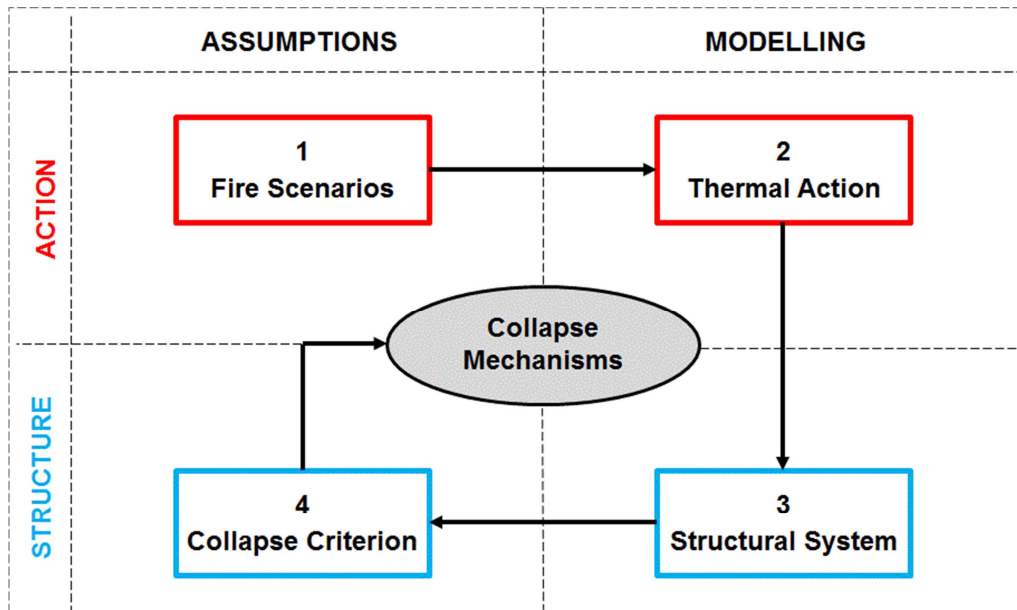 ASSUMPTIONS
MODELLING
ACTION
1
Fire Scenarios
2
Thermal Action
Collapse
Mechanisms
STRUCTURE
4
Collapse Criterion
3
Structural System